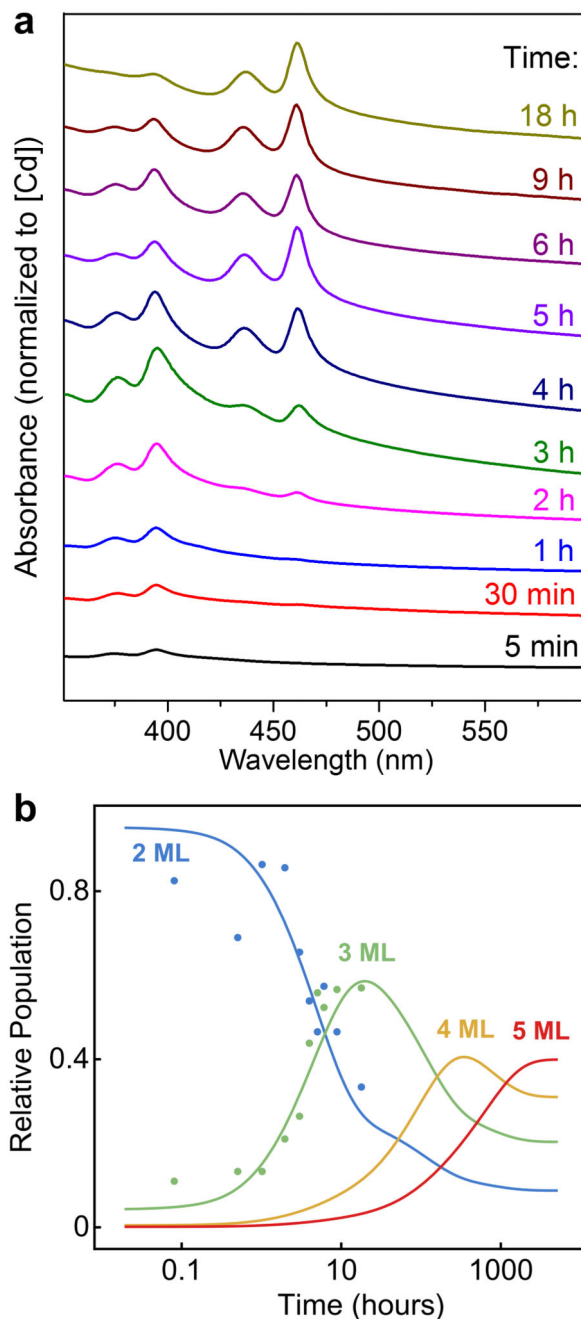 a
Absorbance (normalized to [Cd])
Time:
18 h
9 h
6 h
5 h
4 h
3 h
2 h
1 h
30 min
5 min
400 450 500 550
Wavelength (nm)
b
Relative Population
0.8
0.4
0
2 ML
3 ML
4 ML
5 ML
0.1 10 1000
Time (hours)